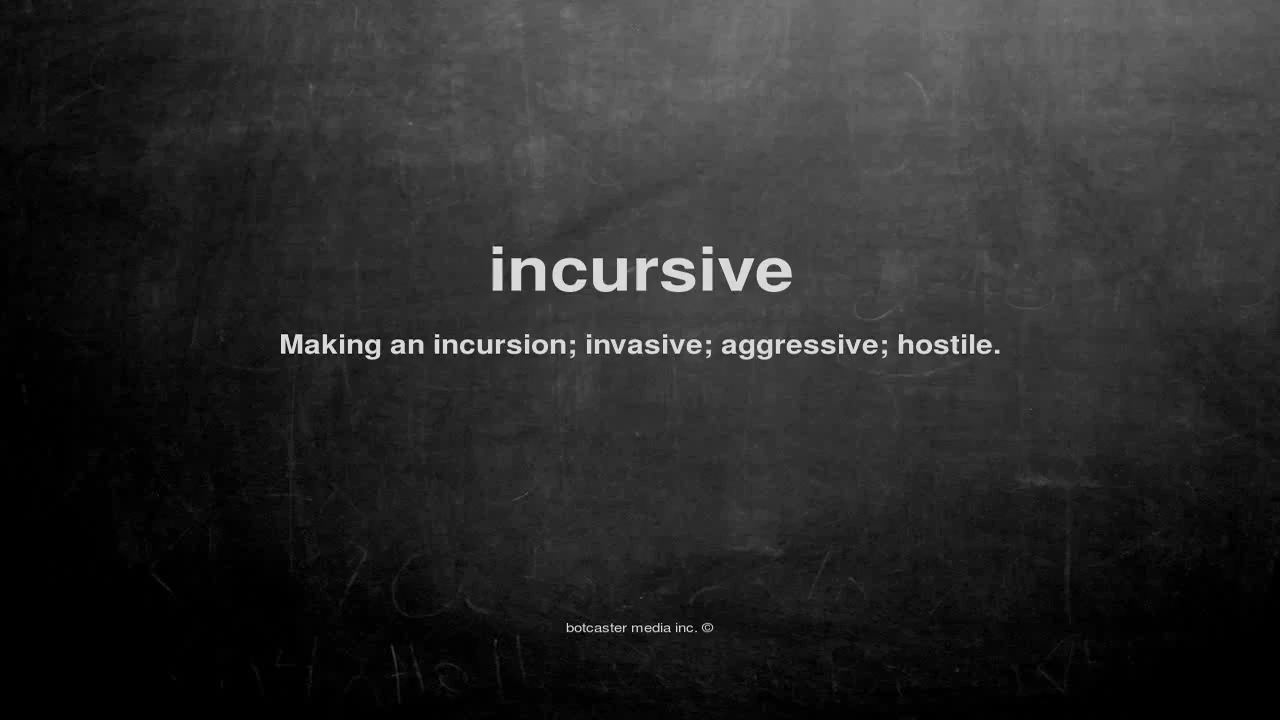 incursive
Making an incursion; invasive; aggressive; hostile.
botcaster media inc. ©